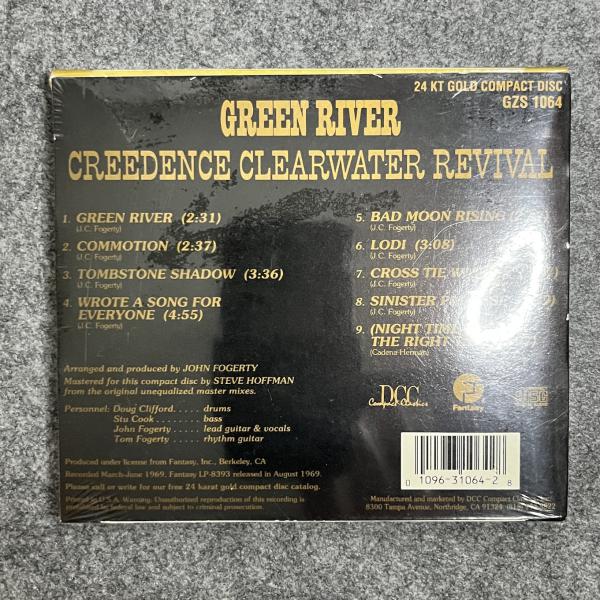 24 KT GOLD COMPACT DISC
GZS 1064
GREEN RIVER
CREEDENCE CLEARWATER REVIVAL
1. GREEN RIVER (2:31)
(J.C. Fogerty)
2. COMMOTION (2:37)
(J.C. Fogerty)
3. TOMBSTONE SHADOW (3:36)
(J.C. Fogerty)
4. WROTE A SONG FOR
EVERYONE (4:55)
(J.C. Fogerty)
5. BAD MOON RISING
(J.C. Fogerty)
6. LODI (3:08)
(J.C. Fogerty)
7. CROSS TIE
(J.C. Fogerty)
8. SINISTER
(J.C. Fogerty)
9. (NIGHT TIME
THE RIGHT
(Cadena-Herman)
Arranged and produced by JOHN FOGERTY
Mastered for this compact disc by STEVE HOFFMAN
from the original unequalized master mixes.
Personnel: Doug Clifford..... drums
Stu Cook........ bass
John Fogerty..... lead guitar & vocals
Tom Fogerty..... rhythm guitar
DCC
Compact Classics
Fantasy
Produced under license from Fantasy, Inc., Berkeley, CA
Recorded March-June 1969. Fantasy LP-8393 released in August 1969.
Please call or write for our free 24 karat gold compact disc catalog.
Printed in U.S.A. Warning: Unauthorized reproduction of this recording is
prohibited by federal law and subject to criminal prosecution.
0 10963-1064-2 8
Manufactured and marketed by DCC Compact
8300 Tampa Avenue, Northridge, CA 91324